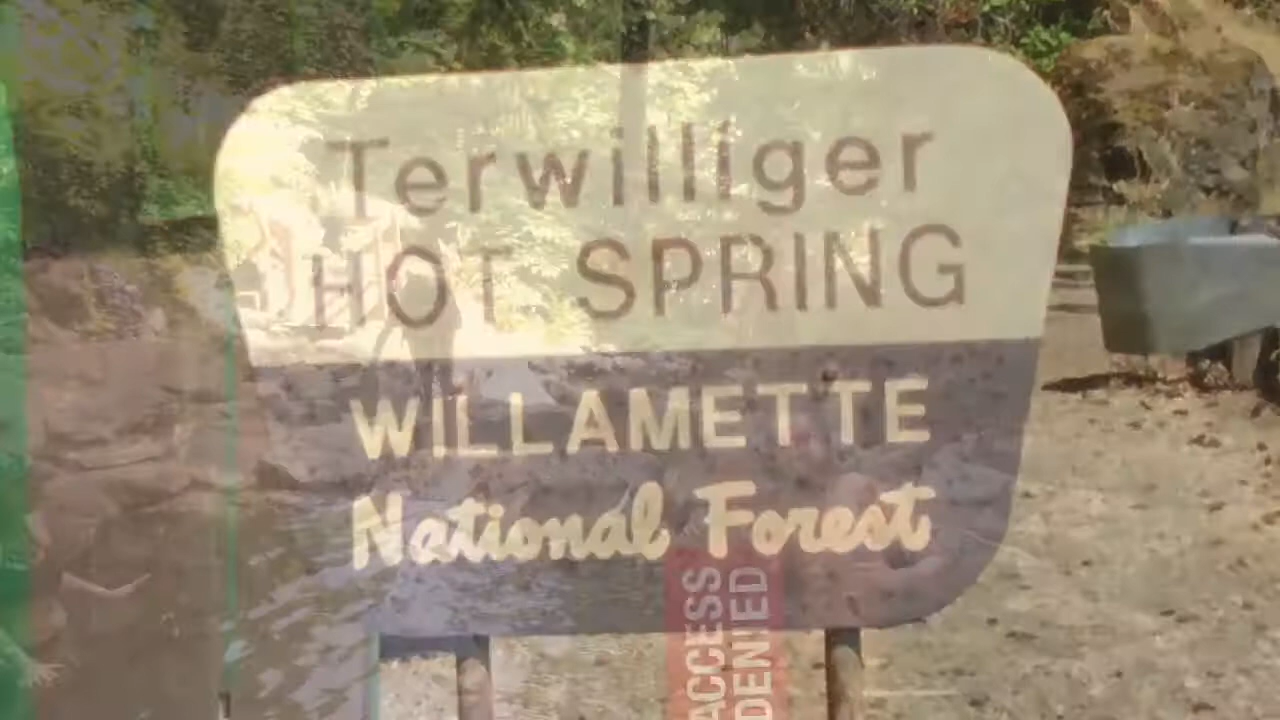 Terwilliger
HOT SPRING
WILLAMETTE
National Forest
ACCESS
DENIED